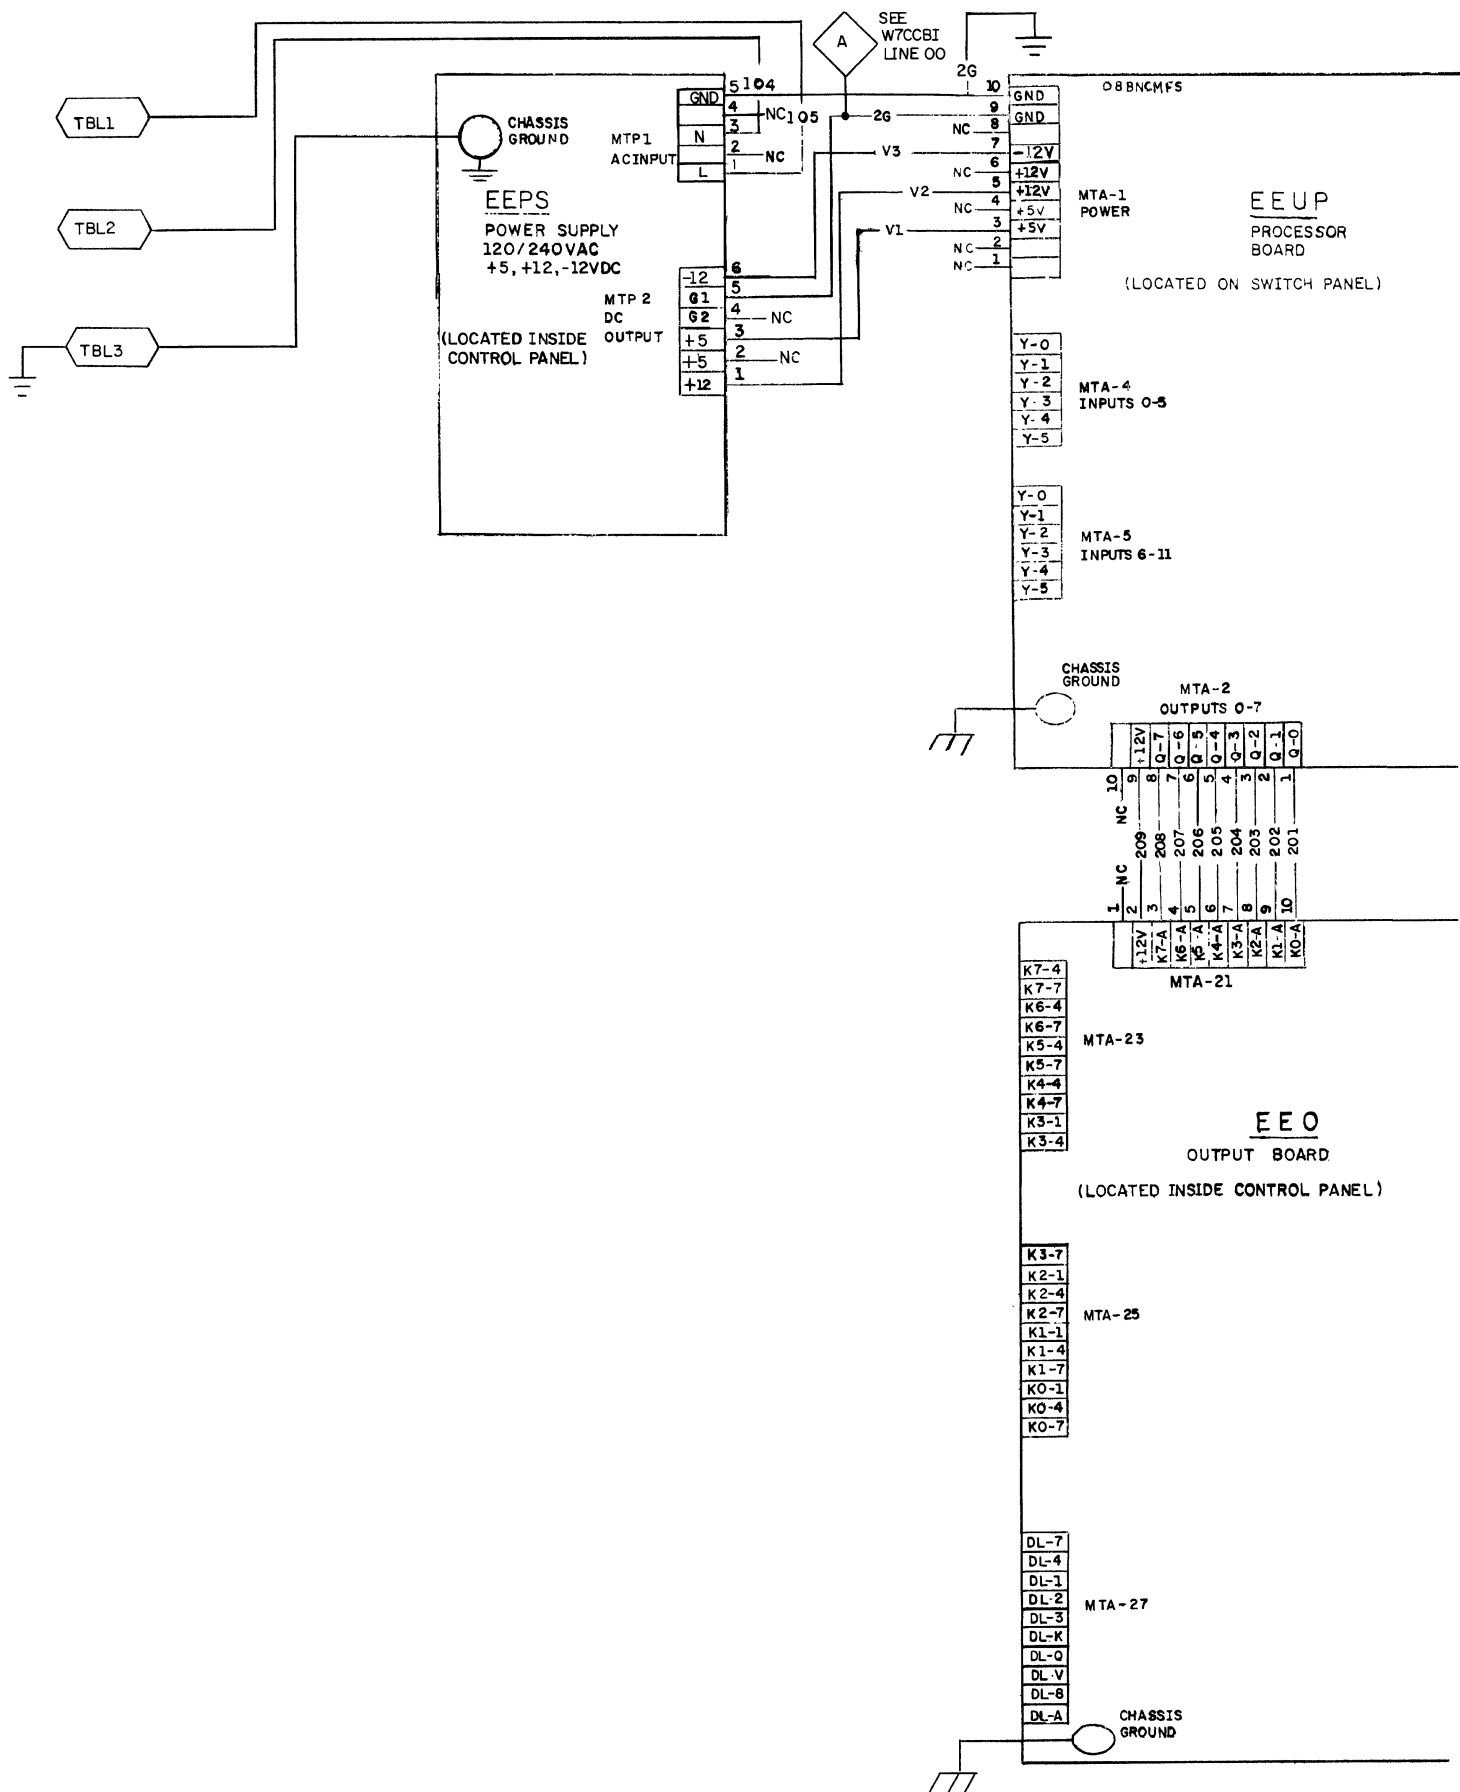 TBL1
TBL2
TBL3
CHASSIS
GROUND
EEPS
POWER SUPPLY
120/240VAC
+5, +12, -12VDC
(LOCATED INSIDE
CONTROL PANEL)
MTP1
AC INPUT
GND
N
L
5
4
3
2
1
104
NC
105
NC
MTP 2
DC
OUTPUT
-12
G1
G2
+5
+5
+12
6
5
4
3
2
1
NC
NC
A
SEE
W7CCBI
LINE 00
2G
2G
V3
V2
V1
NC
NC
NC
NC
NC
10
9
8
7
6
5
4
3
2
1
GND
GND
-12V
+12V
+12V
+5V
+5V
08BNCMFS
MTA-1
POWER
EEUP
PROCESSOR
BOARD
(LOCATED ON SWITCH PANEL)
Y-0
Y-1
Y-2
Y-3
Y-4
Y-5
MTA-4
INPUTS 0-5
Y-0
Y-1
Y-2
Y-3
Y-4
Y-5
MTA-5
INPUTS 6-11
CHASSIS
GROUND
MTA-2
OUTPUTS 0-7
+12V
Q-7
Q-6
Q-5
Q-4
Q-3
Q-2
Q-1
Q-0
10
9
8
7
6
5
4
3
2
1
NC
209
208
207
206
205
204
203
202
201
NC
1
2
3
4
5
6
7
8
9
10
+12V
K7-A
K6-A
K5-A
K4-A
K3-A
K2-A
K1-A
K0-A
MTA-21
K7-4
K7-7
K6-4
K6-7
K5-4
K5-7
K4-4
K4-7
K3-1
K3-4
MTA-23
EEO
OUTPUT BOARD
(LOCATED INSIDE CONTROL PANEL)
K3-7
K2-1
K2-4
K2-7
K1-1
K1-4
K1-7
K0-1
K0-4
K0-7
MTA-25
DL-7
DL-4
DL-1
DL-2
DL-3
DL-K
DL-Q
DL-V
DL-8
DL-A
MTA-27
CHASSIS
GROUND